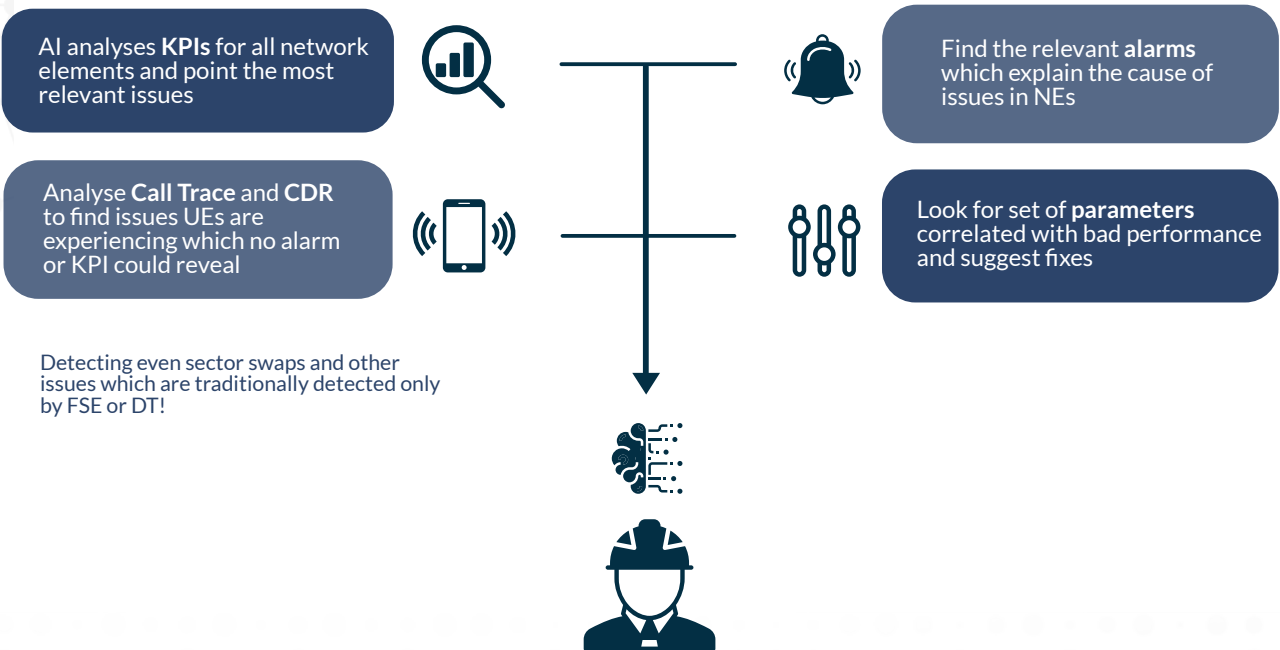 AI analyses KPIs for all network
elements and point the most
relevant issues
Find the relevant alarms
which explain the cause of
issues in NEs
Analyse Call Trace and CDR
to find issues UEs are
experiencing which no alarm
or KPI could reveal
Look for set of parameters
correlated with bad performance
and suggest fixes
Detecting even sector swaps and other
issues which are traditionally detected only
by FSE or DT!